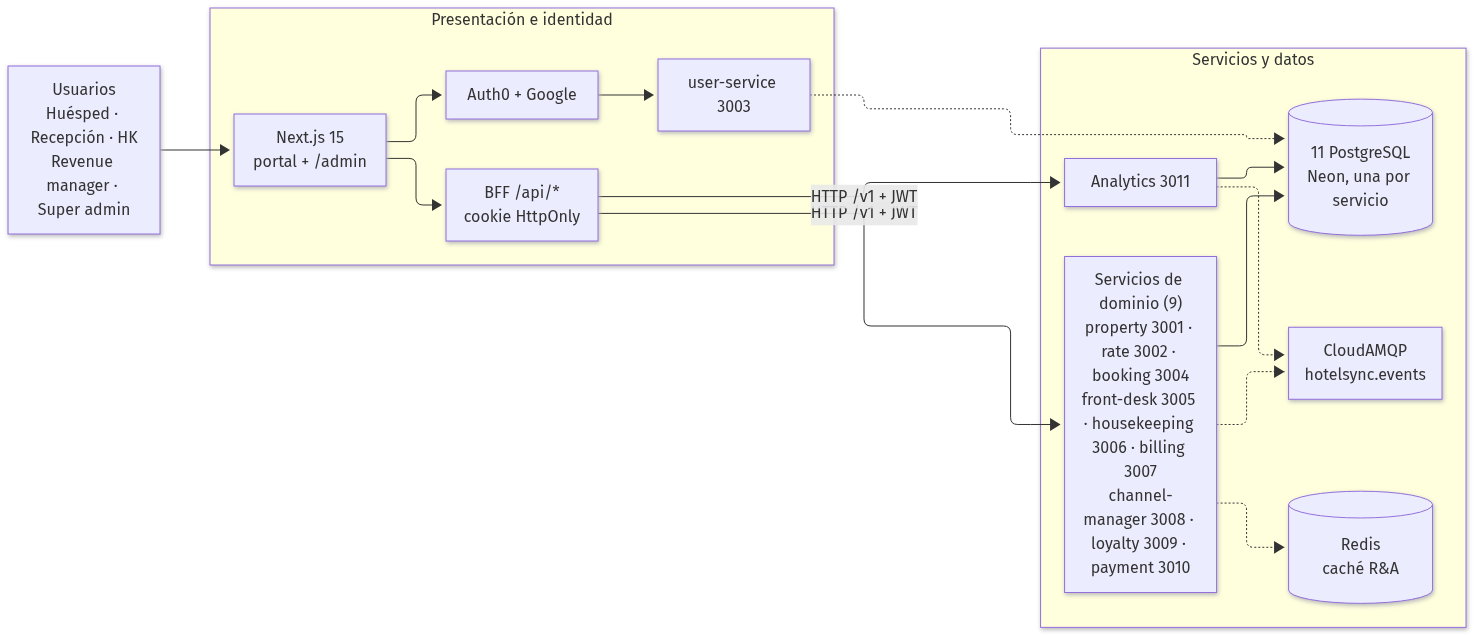 Presentación e identidad
Usuarios
Huésped ·
Recepción · HK
Revenue
manager ·
Super admin
Next.js 15
portal + /admin
Auth0 + Google
user-service
3003
BFF /api/*
cookie HttpOnly
HTTP /v1 + JWT
HTTP /v1 + JWT
Servicios y datos
Analytics 3011
11 PostgreSQL
Neon, una por
servicio
Servicios de
dominio (9)
property 3001 ·
rate 3002 ·
booking 3004
front-desk 3005
· housekeeping
3006 · billing
3007
channel-
manager 3008 ·
loyalty 3009 ·
payment 3010
CloudAMQP
hotelsync.events
Redis
caché R&A